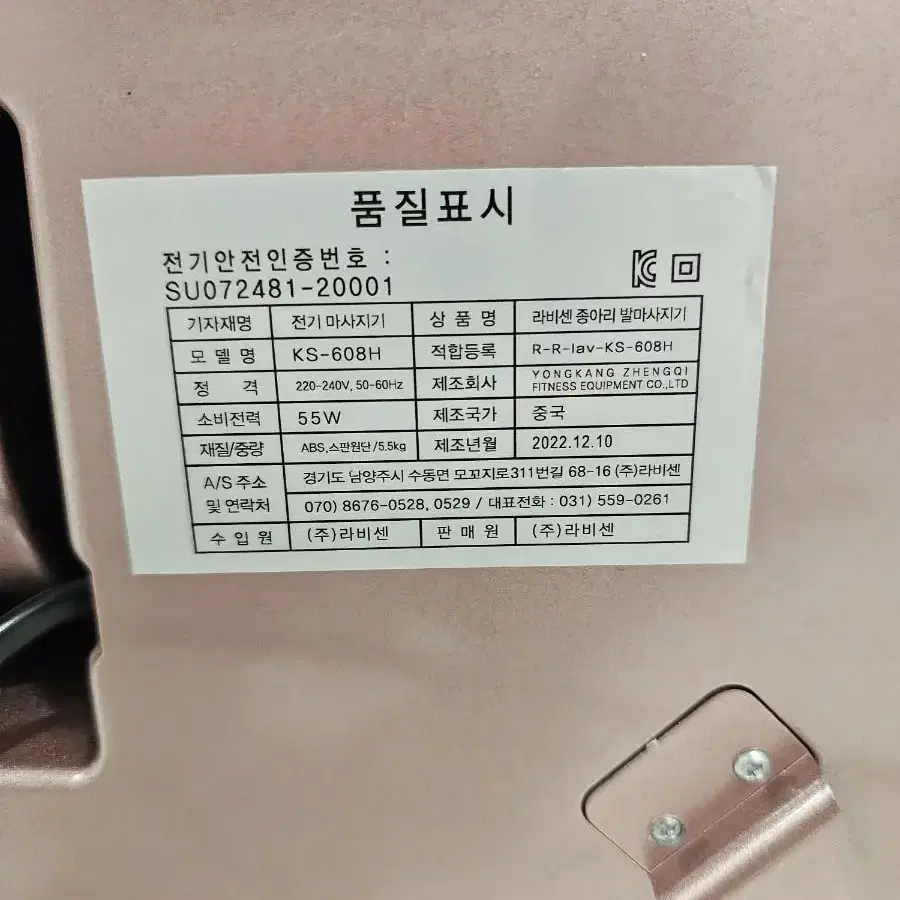 품질표시
전기안전인증번호 :
SU072481-20001
기자재명 전기 마사지기 상 품 명 라비센 종아리 발마사지기
모 델 명 KS-608H 적합등록 R-R-lav-KS-608H
정 격 220-240V, 50-60Hz 제조회사 YONGKANG ZHENGQI FITNESS EQUIPMENT CO.,LTD
소비전력 55W 제조국가 중국
재질/중량 ABS,스판원단/5.5kg 제조년월 2022.12.10
A/S 주소 및 연락처 경기도 남양주시 수동면 모꼬지로311번길 68-16 (주)라비센
070) 8676-0528, 0529 / 대표전화 : 031) 559-0261
수 입 원 (주)라비센 판 매 원 (주)라비센